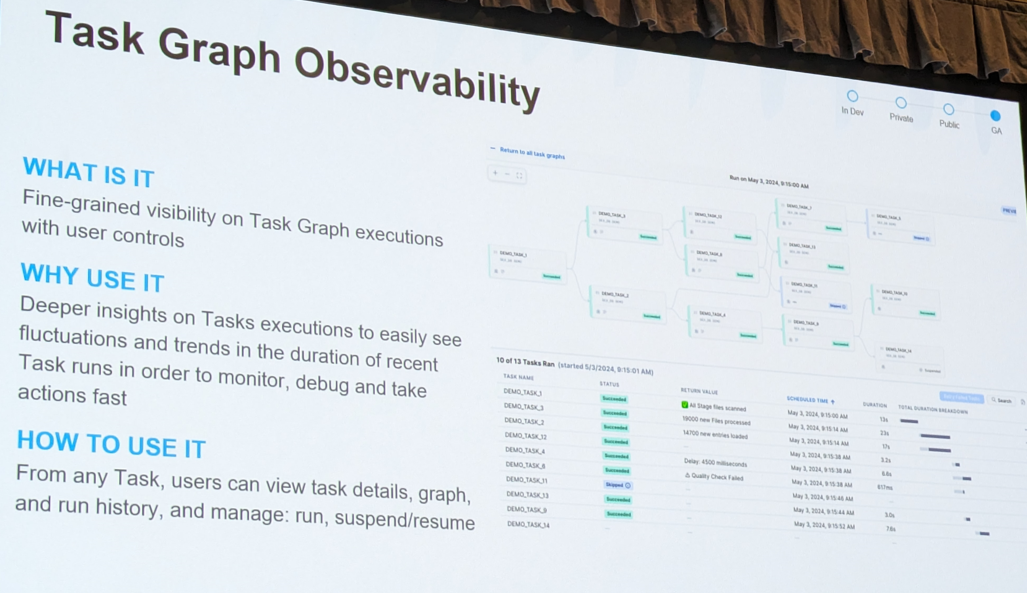 Task Graph Observability
In Dev
Private
Public
GA
WHAT IS IT
Fine-grained visibility on Task Graph executions
with user controls
WHY USE IT
Deeper insights on Tasks executions to easily see
fluctuations and trends in the duration of recent
Task runs in order to monitor, debug and take
actions fast
HOW TO USE IT
From any Task, users can view task details, graph,
and run history, and manage: run, suspend/resume
Return to all task graphs
Run on May 3, 2024, 9:15:00 AM
DEMO_TASK_1
Succeeded
DEMO_TASK_3
Succeeded
DEMO_TASK_2
Succeeded
DEMO_TASK_12
Succeeded
Succeeded
DEMO_TASK_4
Succeeded
Succeeded
DEMO_TASK_13
Succeeded
DEMO_TASK_11
Skipped
DEMO_TASK_9
Succeeded
Skipped
Succeeded
DEMO_TASK_14
10 of 13 Tasks Ran (started 5/3/2024, 9:15:01 AM)
Search
TASK NAME STATUS RETURN VALUE SCHEDULED TIME DURATION TOTAL DURATION BREAKDOWN
DEMO_TASK_1 Succeeded All Stage files scanned May 3, 2024, 9:15:00 AM 13s
DEMO_TASK_3 Succeeded 19000 new Files processed May 3, 2024, 9:15:14 AM 23s
DEMO_TASK_2 Succeeded 14700 new entries loaded May 3, 2024, 9:15:14 AM 17s
DEMO_TASK_12 Succeeded ... May 3, 2024, 9:15:38 AM 3.2s
DEMO_TASK_4 Succeeded Delay: 4500 milliseconds May 3, 2024, 9:15:38 AM 6.8s
DEMO_TASK_8 Succeeded Quality Check Failed May 3, 2024, 9:15:38 AM 617ms
DEMO_TASK_11 Skipped ... May 3, 2024, 9:15:40 AM
DEMO_TASK_13 Succeeded ... May 3, 2024, 9:15:44 AM 3.0s
DEMO_TASK_9 Succeeded ... May 3, 2024, 9:15:52 AM 7.6s
DEMO_TASK_14